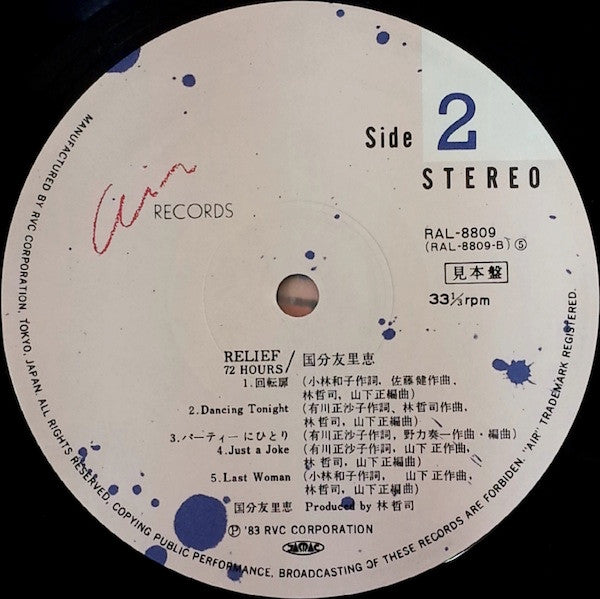 Side 2
STEREO
Air RECORDS
RAL-8809
(RAL-8809-B) ⑤
見本盤
33⅓rpm
RELIEF / 国分友里恵
72 HOURS
1.回転扉 (小林和子作詞, 佐藤健作曲,
林哲司, 山下正編曲)
2.Dancing Tonight (有川正沙子作詞, 林哲司作曲,
林哲司, 山下正編曲)
3.パーティーにひとり (有川正沙子作詞, 野力奏一作曲・編曲)
4.Just a Joke (有川正沙子作詞, 山下正作曲,
林哲司, 山下正編曲)
5.Last Woman (小林和子作詞, 山下正作曲,
林哲司, 山下正編曲)
国分友里恵 Produced by 林 哲司
Ⓟ '83 RVC CORPORATION
JASRAC
MANUFACTURED BY RVC CORPORATION, TOKYO, JAPAN. ALL RIGHTS RESERVED, COPYING PUBLIC PERFORMANCE, BROADCASTING OF THESE RECORDS ARE FORBIDDEN. "AIR" TRADEMARK REGISTERED.